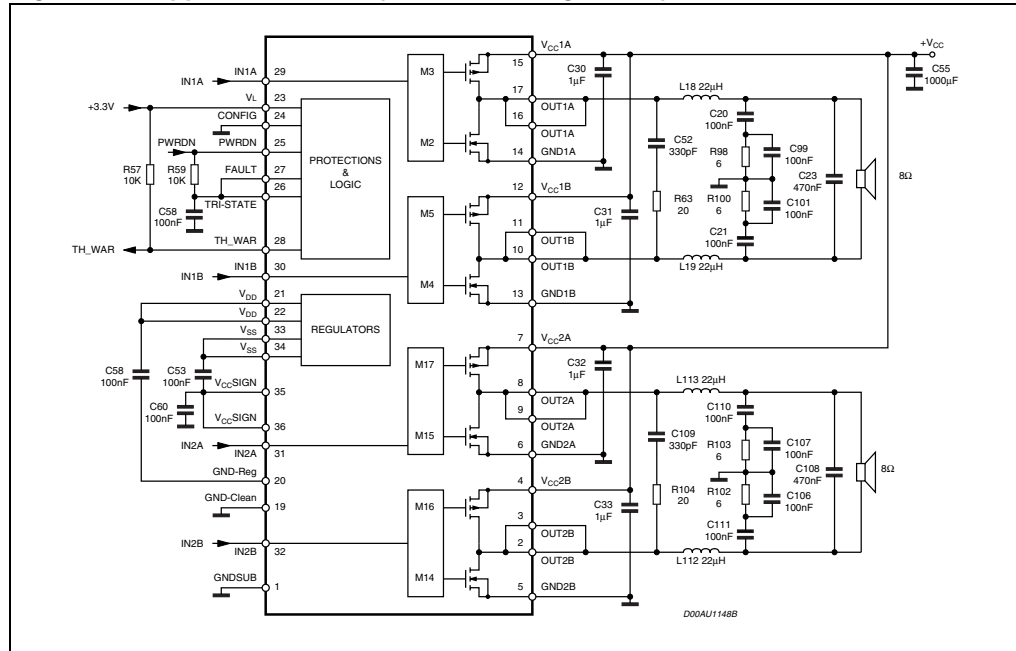 +VCC
VCC1A
15
C30
1µF
C55
1000µF
IN1A
IN1A
29
M3
17
OUT1A
16
OUT1A
M2
14
GND1A
L18 22µH
C20
100nF
C52
330pF
R98
6
C99
100nF
C23
470nF
8Ω
R63
20
R100
6
C101
100nF
C21
100nF
L19 22µH
+3.3V
VL
23
CONFIG
24
PWRDN
PWRDN
25
R57
10K
R59
10K
FAULT
27
26
TRI-STATE
C58
100nF
PROTECTIONS
&
LOGIC
TH_WAR
TH_WAR
28
12
VCC1B
M5
C31
1µF
11
OUT1B
10
OUT1B
IN1B
IN1B
30
M4
13
GND1B
VDD
21
VDD
22
VSS
33
VSS
34
REGULATORS
C58
100nF
C53
100nF
VCCSIGN
35
C60
100nF
VCCSIGN
36
7
VCC2A
M17
C32
1µF
8
OUT2A
9
OUT2A
M15
6
GND2A
IN2A
IN2A
31
L113 22µH
C110
100nF
C109
330pF
R103
6
C107
100nF
C108
470nF
8Ω
R104
20
R102
6
C106
100nF
C111
100nF
L112 22µH
GND-Reg
20
GND-Clean
19
4
VCC2B
M16
C33
1µF
3
OUT2B
2
OUT2B
IN2B
IN2B
32
M14
5
GND2B
GNDSUB
1
D00AU1148B